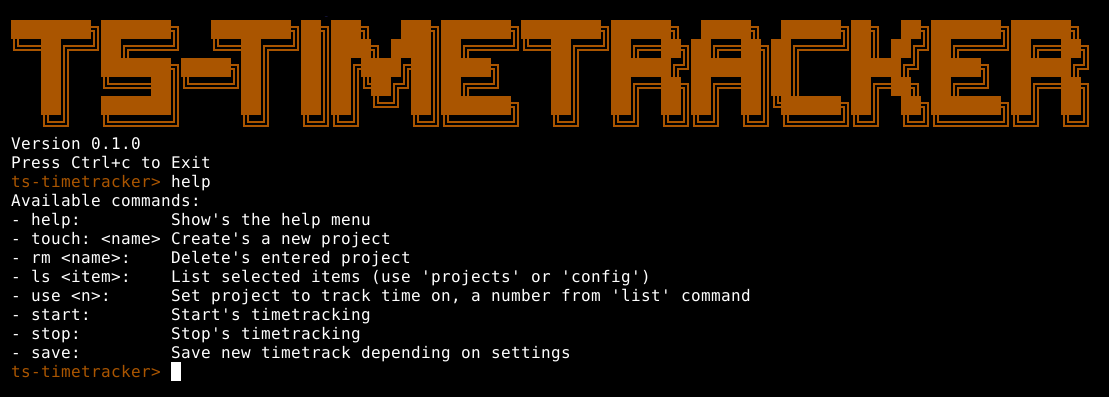 TS-TIMETRACKER
Version 0.1.0
Press Ctrl+c to Exit
ts-timetracker> help
Available commands:
- help:         Show's the help menu
- touch: <name> Create's a new project
- rm <name>:    Delete's entered project
- ls <item>:    List selected items (use 'projects' or 'config')
- use <n>:      Set project to track time on, a number from 'list' command
- start:        Start's timetracking
- stop:         Stop's timetracking
- save:         Save new timetrack depending on settings
ts-timetracker>